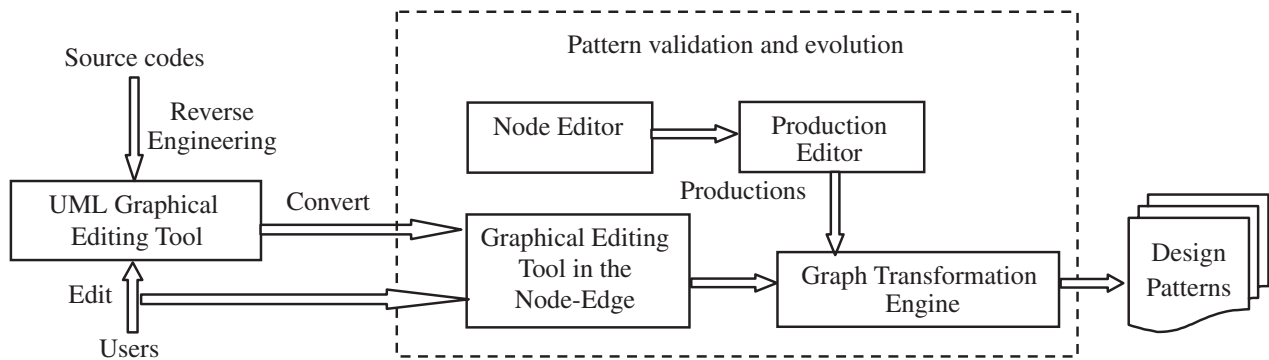 Pattern validation and evolution
Source codes
Reverse
Engineering
Node Editor
Production
Editor
Productions
UML Graphical
Editing Tool
Convert
Graphical Editing
Tool in the
Node-Edge
Graph Transformation
Engine
Design
Patterns
Edit
Users